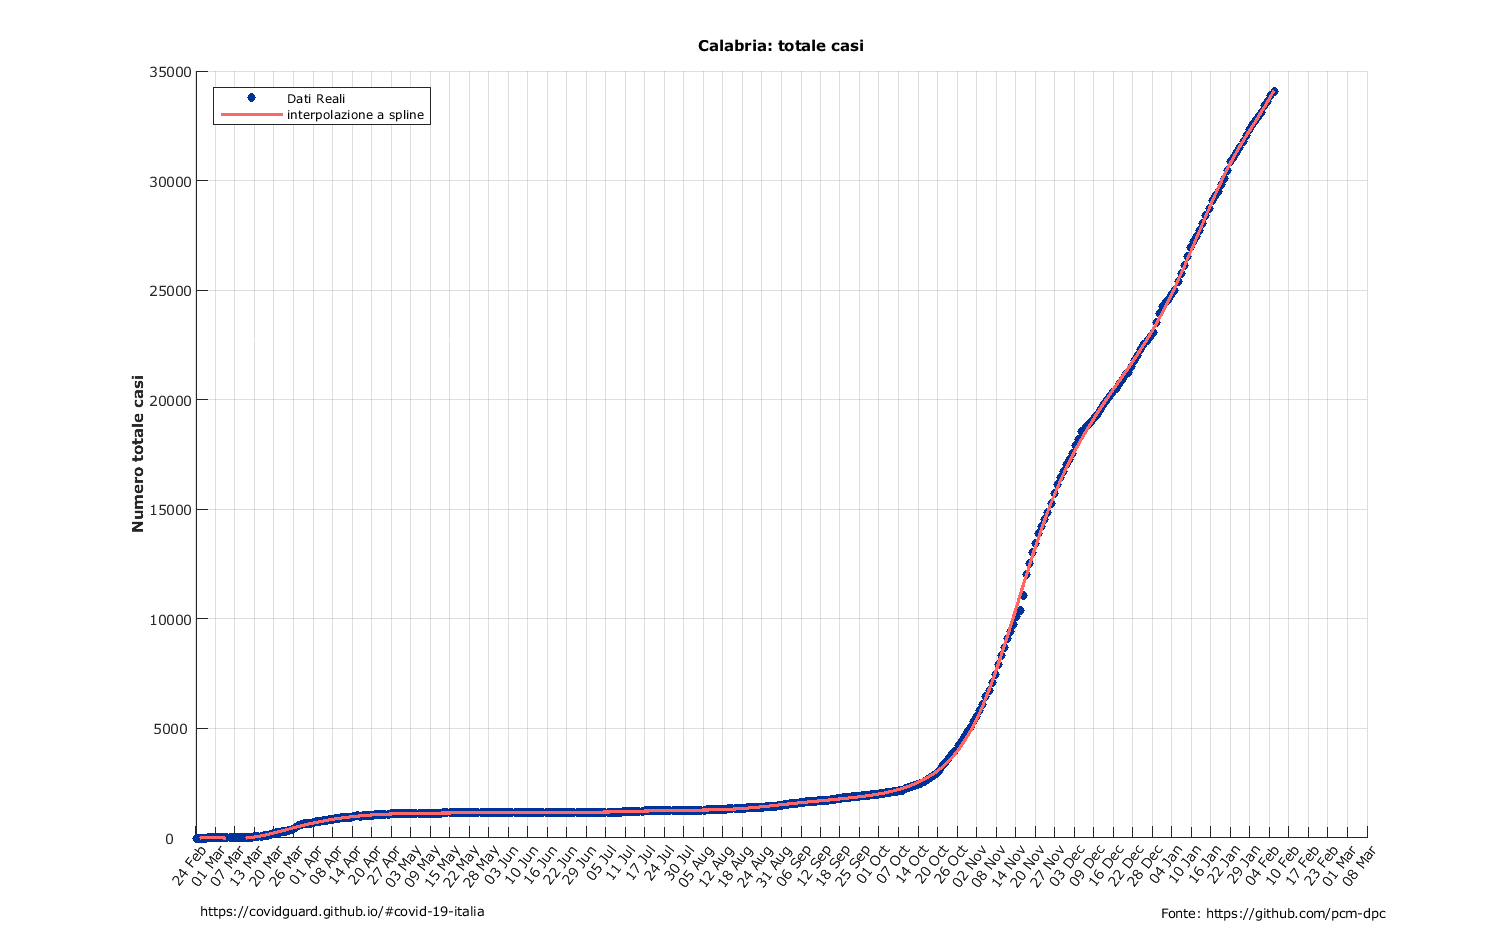 Calabria: totale casi
Numero totale casi
35000
30000
25000
20000
15000
10000
5000
0
Dati Reali
interpolazione a spline
24 Feb
01 Mar
07 Mar
13 Mar
20 Mar
26 Mar
01 Apr
08 Apr
14 Apr
20 Apr
27 Apr
03 May
09 May
15 May
22 May
28 May
03 Jun
10 Jun
16 Jun
22 Jun
29 Jun
05 Jul
11 Jul
17 Jul
24 Jul
30 Jul
05 Aug
12 Aug
18 Aug
24 Aug
31 Aug
06 Sep
12 Sep
18 Sep
25 Sep
01 Oct
07 Oct
14 Oct
20 Oct
26 Oct
02 Nov
08 Nov
14 Nov
20 Nov
27 Nov
03 Dec
09 Dec
16 Dec
22 Dec
28 Dec
04 Jan
10 Jan
16 Jan
22 Jan
29 Jan
04 Feb
10 Feb
17 Feb
23 Feb
01 Mar
08 Mar
https://covidguard.github.io/#covid-19-italia
Fonte: https://github.com/pcm-dpc